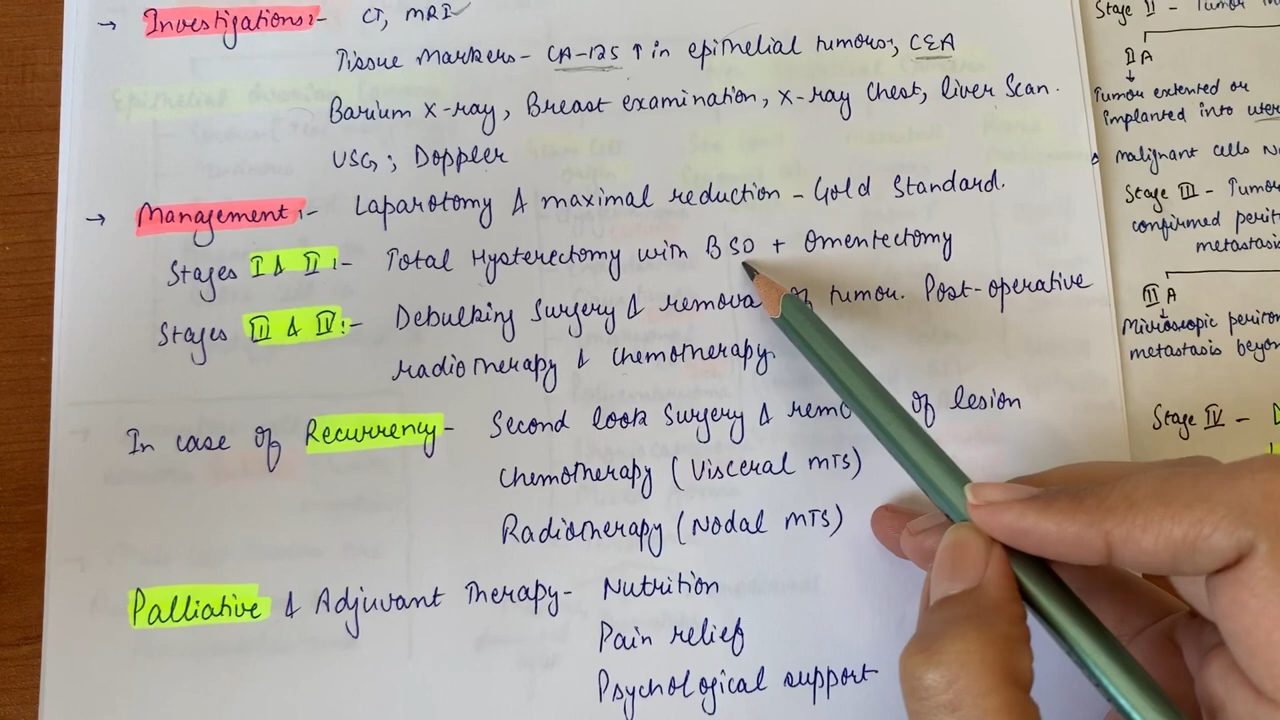 → Investigations:- CT, MRI
Tissue Markers - CA-125 ↑ in epithelial tumors, CEA
Barium X-ray, Breast examination, X-ray Chest, liver Scan.
USG; Doppler
→ Management:- Laparotomy & maximal reduction - Gold Standard.
Stages I & II:- Total Hysterectomy with BSO + Omentectomy
Stages III & IV:- Debulking Surgery & remova of tumor. Post-operative
radiotherapy & chemotherapy
In case of Recurrency - Second look Surgery & remo of lesion
Chemotherapy (Visceral MTS)
Radiotherapy (Nodal MTS)
Palliative & Adjuvant Therapy - Nutrition
Pain relief
Psychological support
Stage II - Tumor
II A
↓
Tumor extented or
implanted into uter
malignant cells
Stage III - Tumor
confirmed perit
metastasis
III A
Microscopic periton
metastasis beyon
Stage IV -